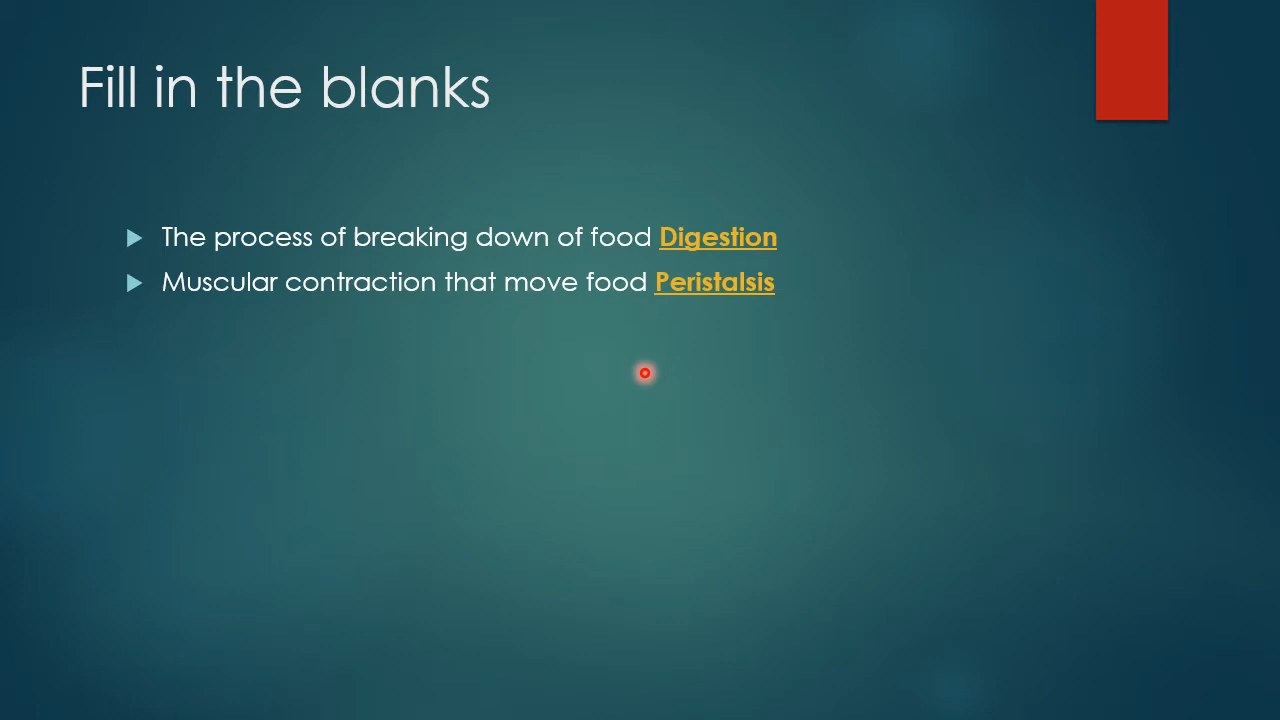 Fill in the blanks
The process of breaking down of food Digestion
Muscular contraction that move food Peristalsis